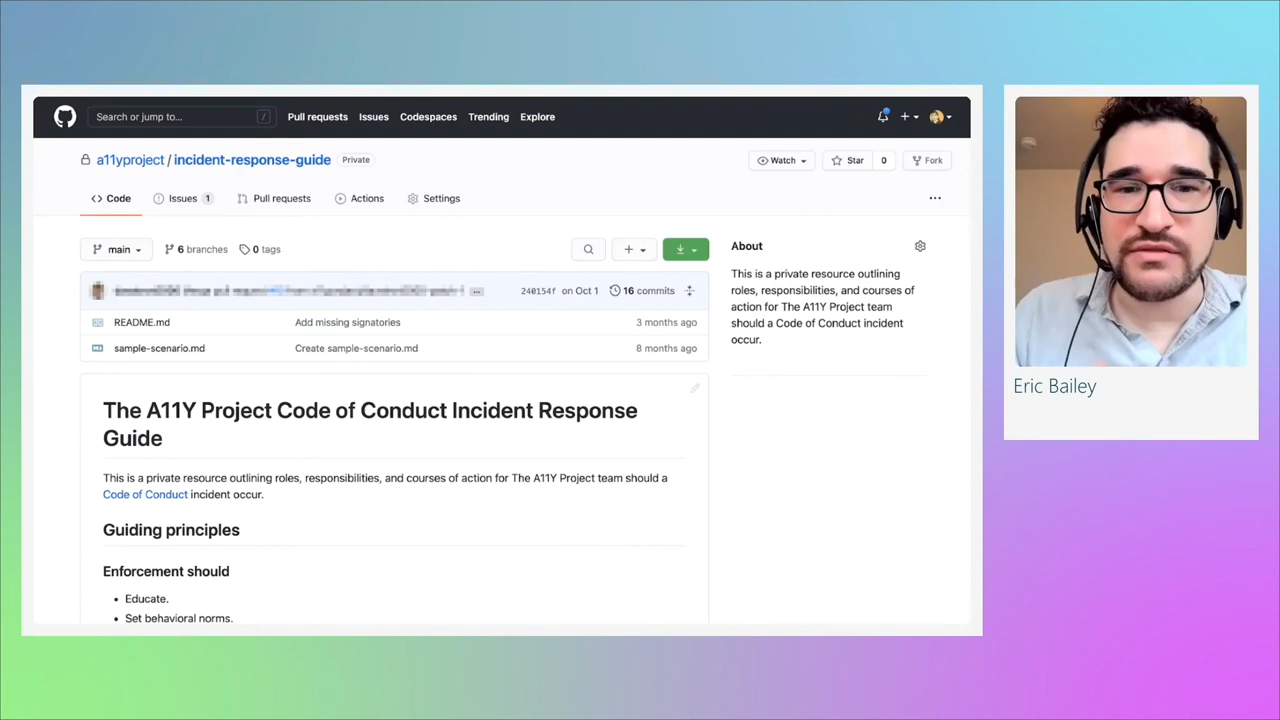 Search or jump to... /
Pull requests Issues Codespaces Trending Explore
a11yproject / incident-response-guide Private
Watch Star 0 Fork
Code Issues 1 Pull requests Actions Settings
main 6 branches 0 tags
240154f on Oct 1 16 commits
README.md Add missing signatories 3 months ago
sample-scenario.md Create sample-scenario.md 8 months ago
The A11Y Project Code of Conduct Incident Response
Guide
This is a private resource outlining roles, responsibilities, and courses of action for The A11Y Project team should a
Code of Conduct incident occur.
Guiding principles
Enforcement should
• Educate.
• Set behavioral norms.
About
This is a private resource outlining
roles, responsibilities, and courses of
action for The A11Y Project team
should a Code of Conduct incident
occur.
Eric Bailey